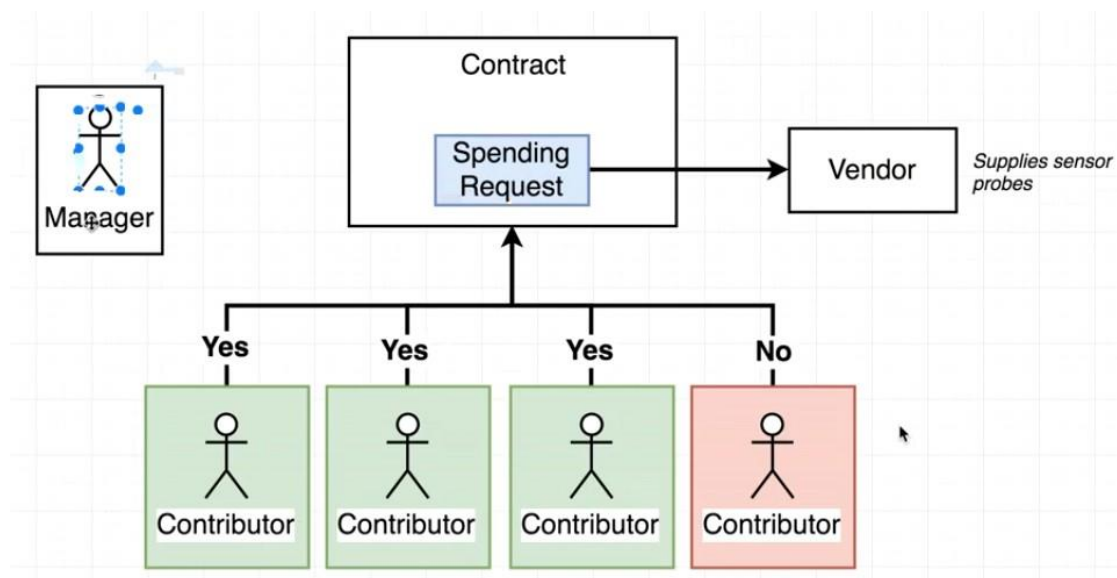 Contract
Manager
Spending
Request
Vendor
Supplies sensor
probes
Yes
Yes
Yes
No
Contributor
Contributor
Contributor
Contributor